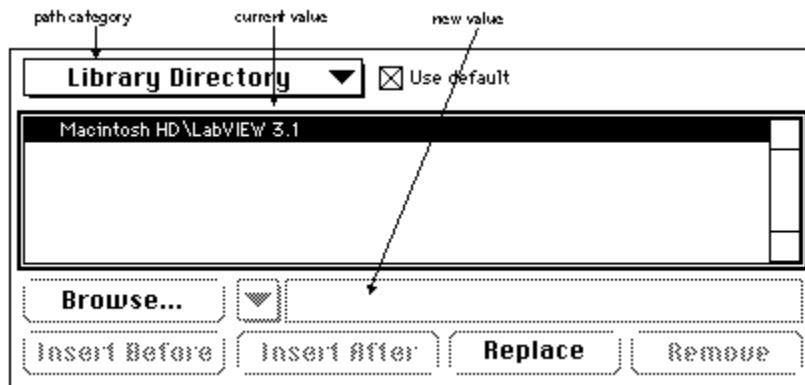 path category current value new value
Library Directory Use default
Macintosh HD\LabVIEW 3.1
Browse...
Insert Before Insert After Replace Remove